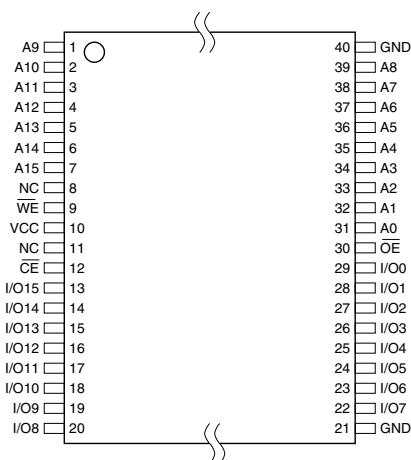 A9 1 40 GND
A10 2 39 A8
A11 3 38 A7
A12 4 37 A6
A13 5 36 A5
A14 6 35 A4
A15 7 34 A3
NC 8 33 A2
W̅E̅ 9 32 A1
VCC 10 31 A0
NC 11 30 O̅E̅
C̅E̅ 12 29 I/O0
I/O15 13 28 I/O1
I/O14 14 27 I/O2
I/O13 15 26 I/O3
I/O12 16 25 I/O4
I/O11 17 24 I/O5
I/O10 18 23 I/O6
I/O9 19 22 I/O7
I/O8 20 21 GND